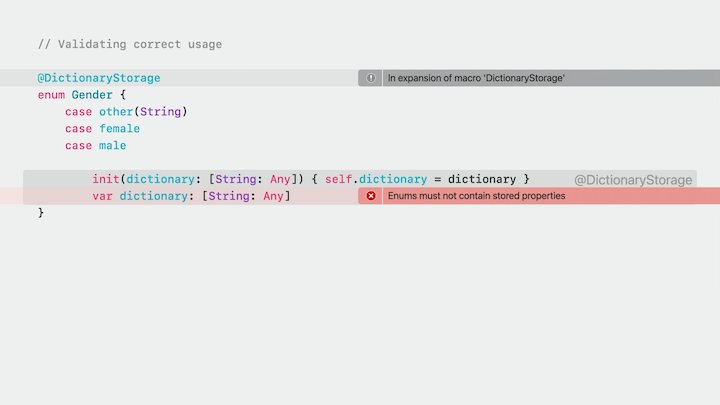 // Validating correct usage
@DictionaryStorage In expansion of macro 'DictionaryStorage'
enum Gender {
case other(String)
case female
case male
init(dictionary: [String: Any]) { self.dictionary = dictionary } @DictionaryStorage
var dictionary: [String: Any] Enums must not contain stored properties
}